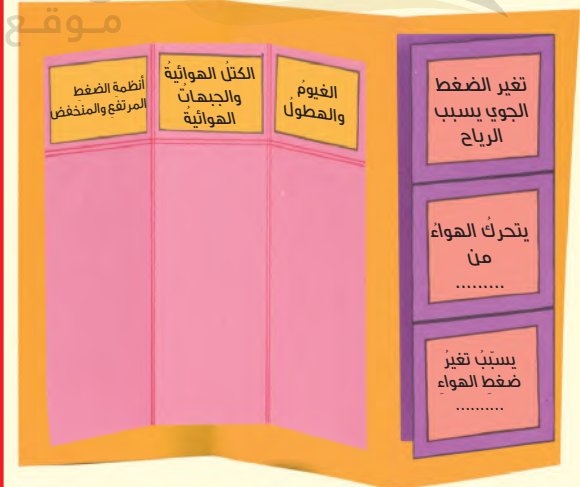 موقع
تغير الضغط
الجوي يسبب
الرياح
يتحركُ الهواءُ
من
.........
يسبّبُ تغيرُ
ضغطِ الهواءِ
..........
الغيومُ
والهطولُ
الكتلُ الهوائيةُ
والجبهاتُ
الهوائيةُ
أنظمةُ الضغطِ
المرتفعِ والمنخفضِ